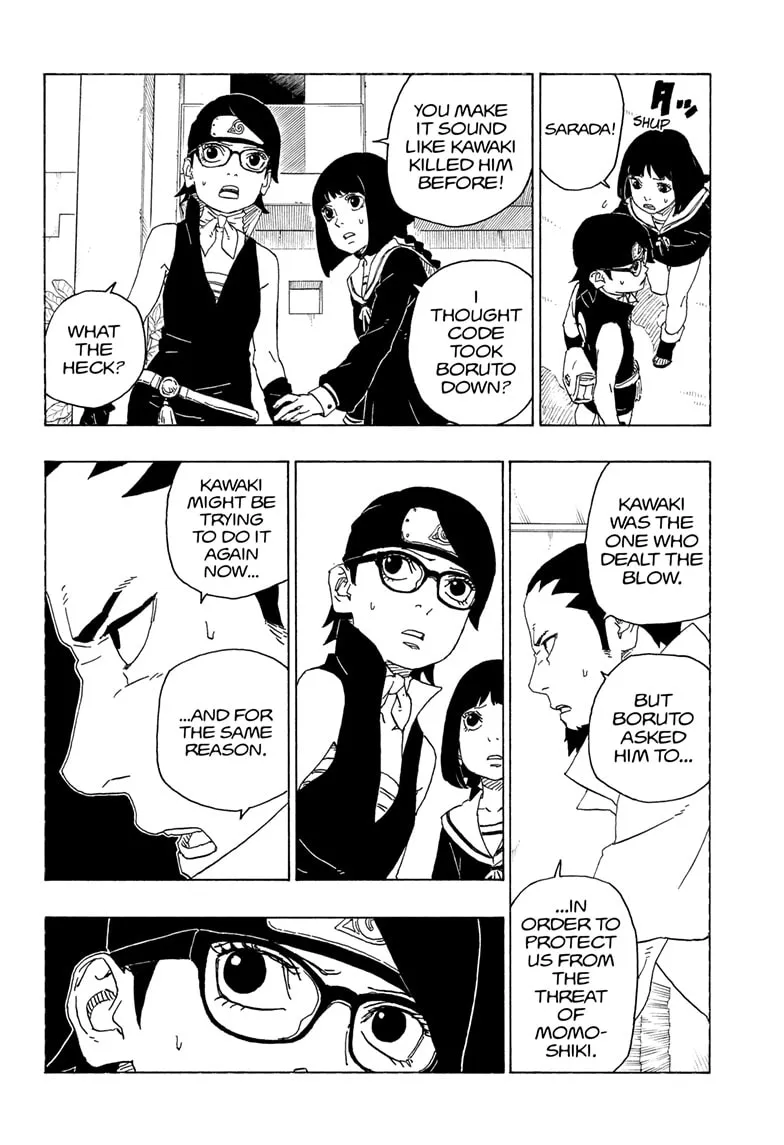 SARADA!
タッ
SHUP
YOU MAKE
IT SOUND
LIKE KAWAKI
KILLED HIM
BEFORE!
I
THOUGHT
CODE
TOOK
BORUTO
DOWN?
WHAT
THE
HECK?
KAWAKI
WAS THE
ONE WHO
DEALT THE
BLOW.
BUT
BORUTO
ASKED
HIM TO...
...IN
ORDER TO
PROTECT
US FROM
THE
THREAT
OF
MOMO-
SHIKI.
KAWAKI
MIGHT BE
TRYING
TO DO IT
AGAIN
NOW...
...AND FOR
THE SAME
REASON.